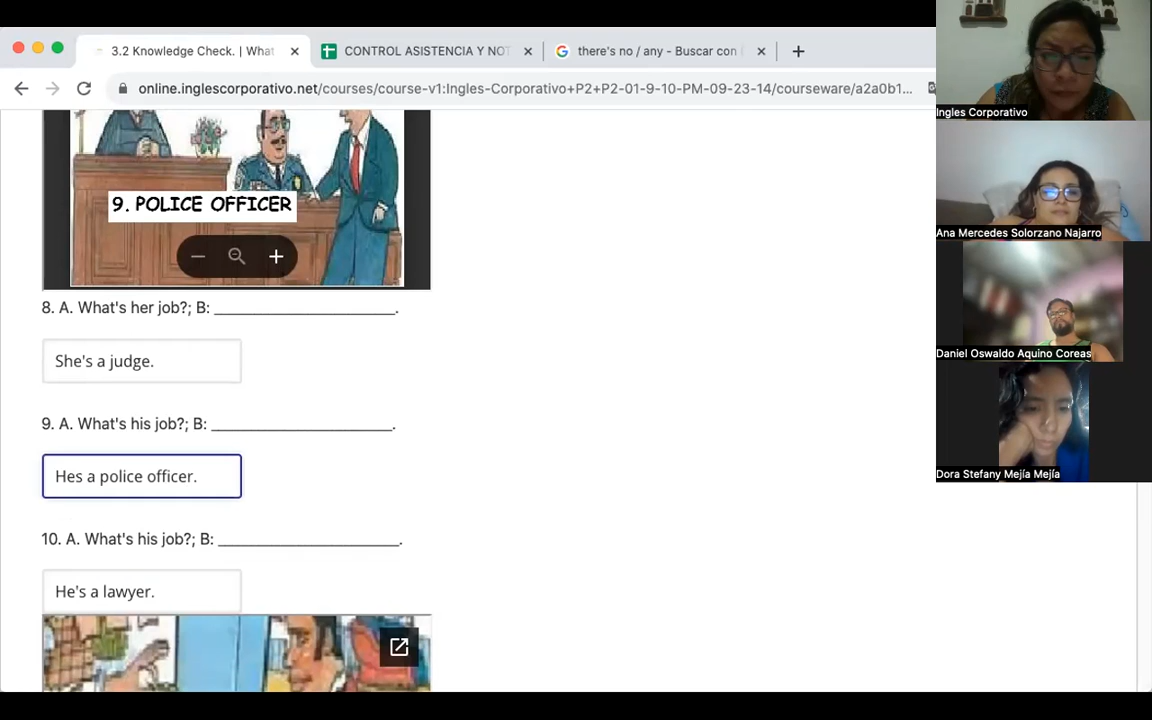 3.2 Knowledge Check. | What
CONTROL ASISTENCIA Y NOT
there's no / any - Buscar con
online.inglescorporativo.net/courses/course-v1:Ingles-Corporativo+P2+P2-01-9-10-PM-09-23-14/courseware/a2a0b1...
Ingles Corporativo
Ana Mercedes Solorzano Najarro
Daniel Oswaldo Aquino Coreas
Dora Stefany Mejía Mejía
9. POLICE OFFICER
8. A. What's her job?; B: ____________________.
She's a judge.
9. A. What's his job?; B: ____________________.
Hes a police officer.
10. A. What's his job?; B: ____________________.
He's a lawyer.